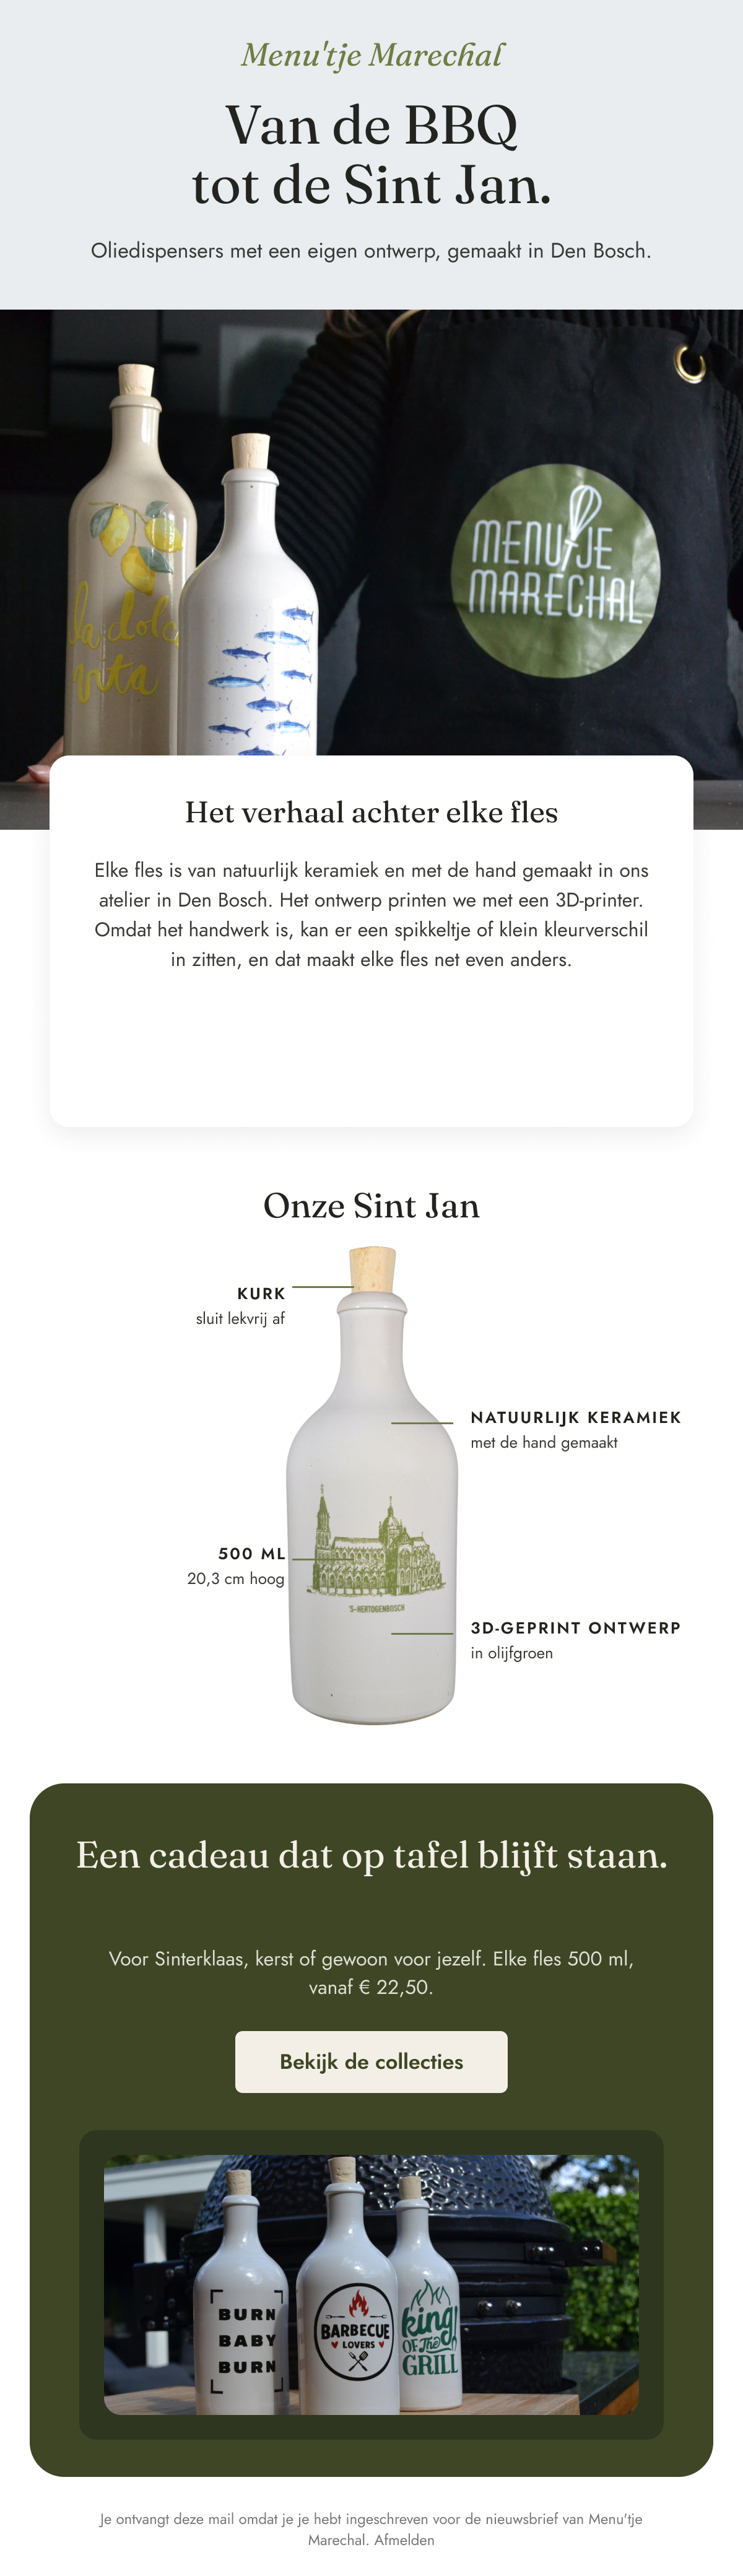 Menu'tje Marechal
Van de BBQ
tot de Sint Jan.
Oliedispensers met een eigen ontwerp, gemaakt in Den Bosch.
la dolc
vita
MENU'TJE
MARECHAL
Het verhaal achter elke fles
Elke fles is van natuurlijk keramiek en met de hand gemaakt in ons
atelier in Den Bosch. Het ontwerp printen we met een 3D-printer.
Omdat het handwerk is, kan er een spikkeltje of klein kleurverschil
in zitten, en dat maakt elke fles net even anders.
Onze Sint Jan
KURK
sluit lekvrij af
NATUURLIJK KERAMIEK
met de hand gemaakt
500 ML
20,3 cm hoog
'S-HERTOGENBOSCH
3D-GEPRINT ONTWERP
in olijfgroen
Een cadeau dat op tafel blijft staan.
Voor Sinterklaas, kerst of gewoon voor jezelf. Elke fles 500 ml,
vanaf € 22,50.
Bekijk de collecties
BURN
BABY
BURN
BARBECUE
LOVERS
king
OF THE
GRILL
Je ontvangt deze mail omdat je je hebt ingeschreven voor de nieuwsbrief van Menu'tje
Marechal. Afmelden